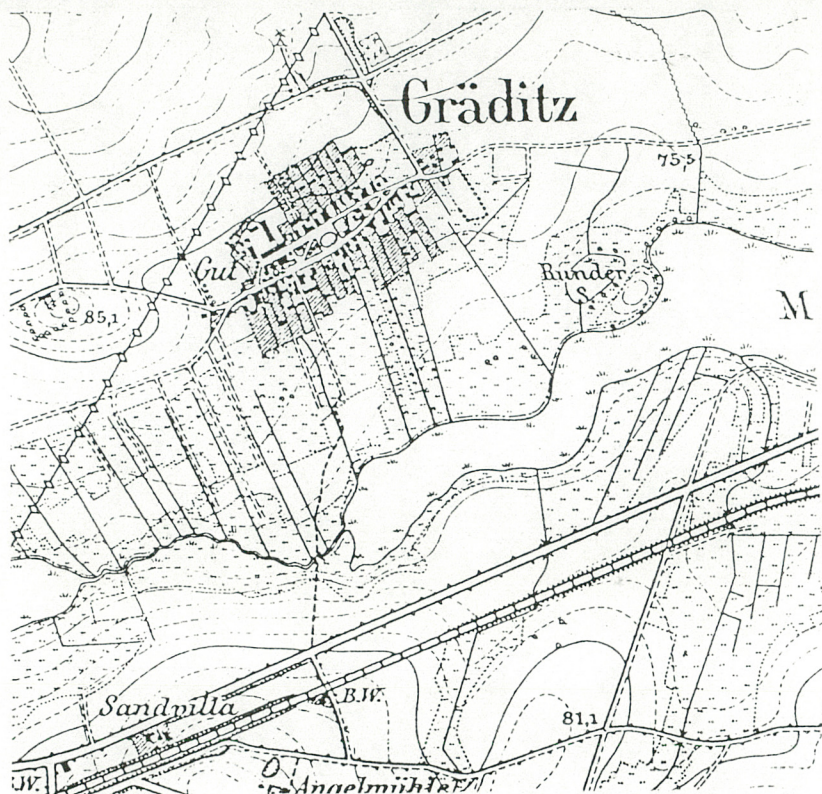 Gräditz
75,5
Gut
Runder
S.
M
85,1
B.W.
Sandvilla
81,1
.W.
Angelmühle